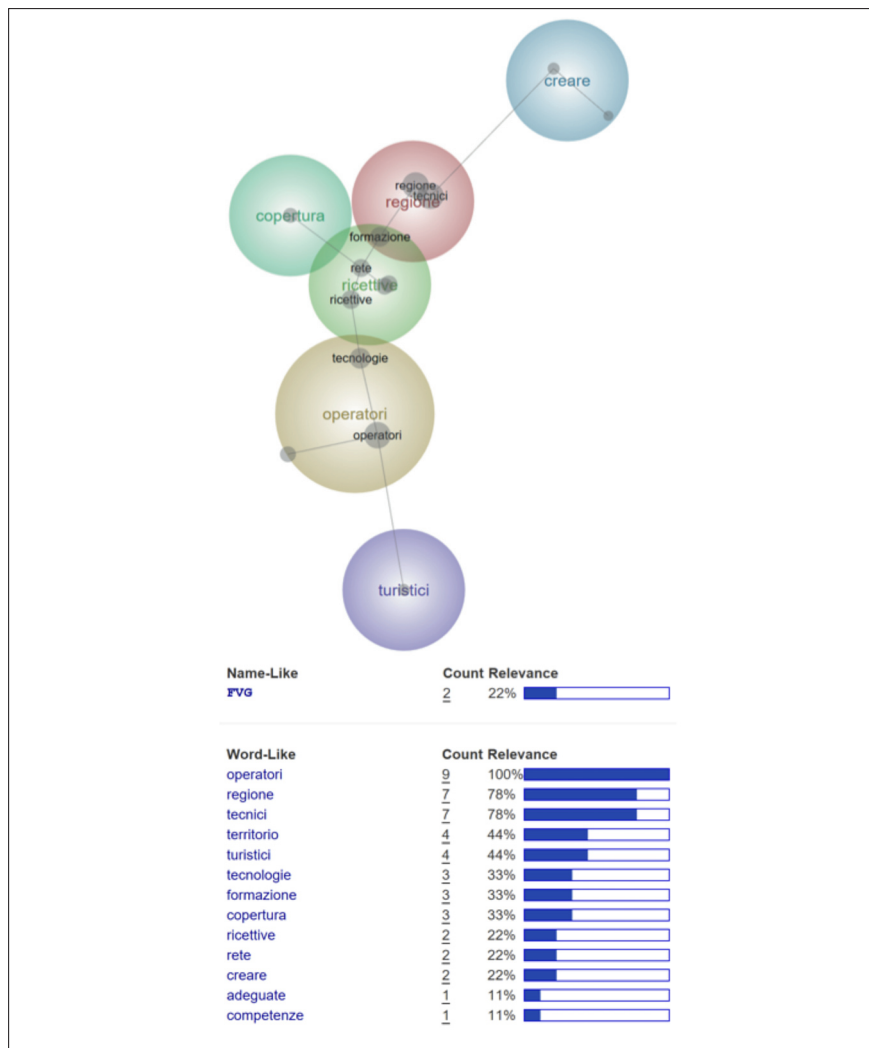 creare
regione
tecnici
regione
copertura
formazione
rete
ricettive
ricettive
tecnologie
operatori
operatori
turistici
Name-Like Count Relevance
FVG 2 22%
Word-Like Count Relevance
operatori 9 100%
regione 7 78%
tecnici 7 78%
territorio 4 44%
turistici 4 44%
tecnologie 3 33%
formazione 3 33%
copertura 3 33%
ricettive 2 22%
rete 2 22%
creare 2 22%
adeguate 1 11%
competenze 1 11%